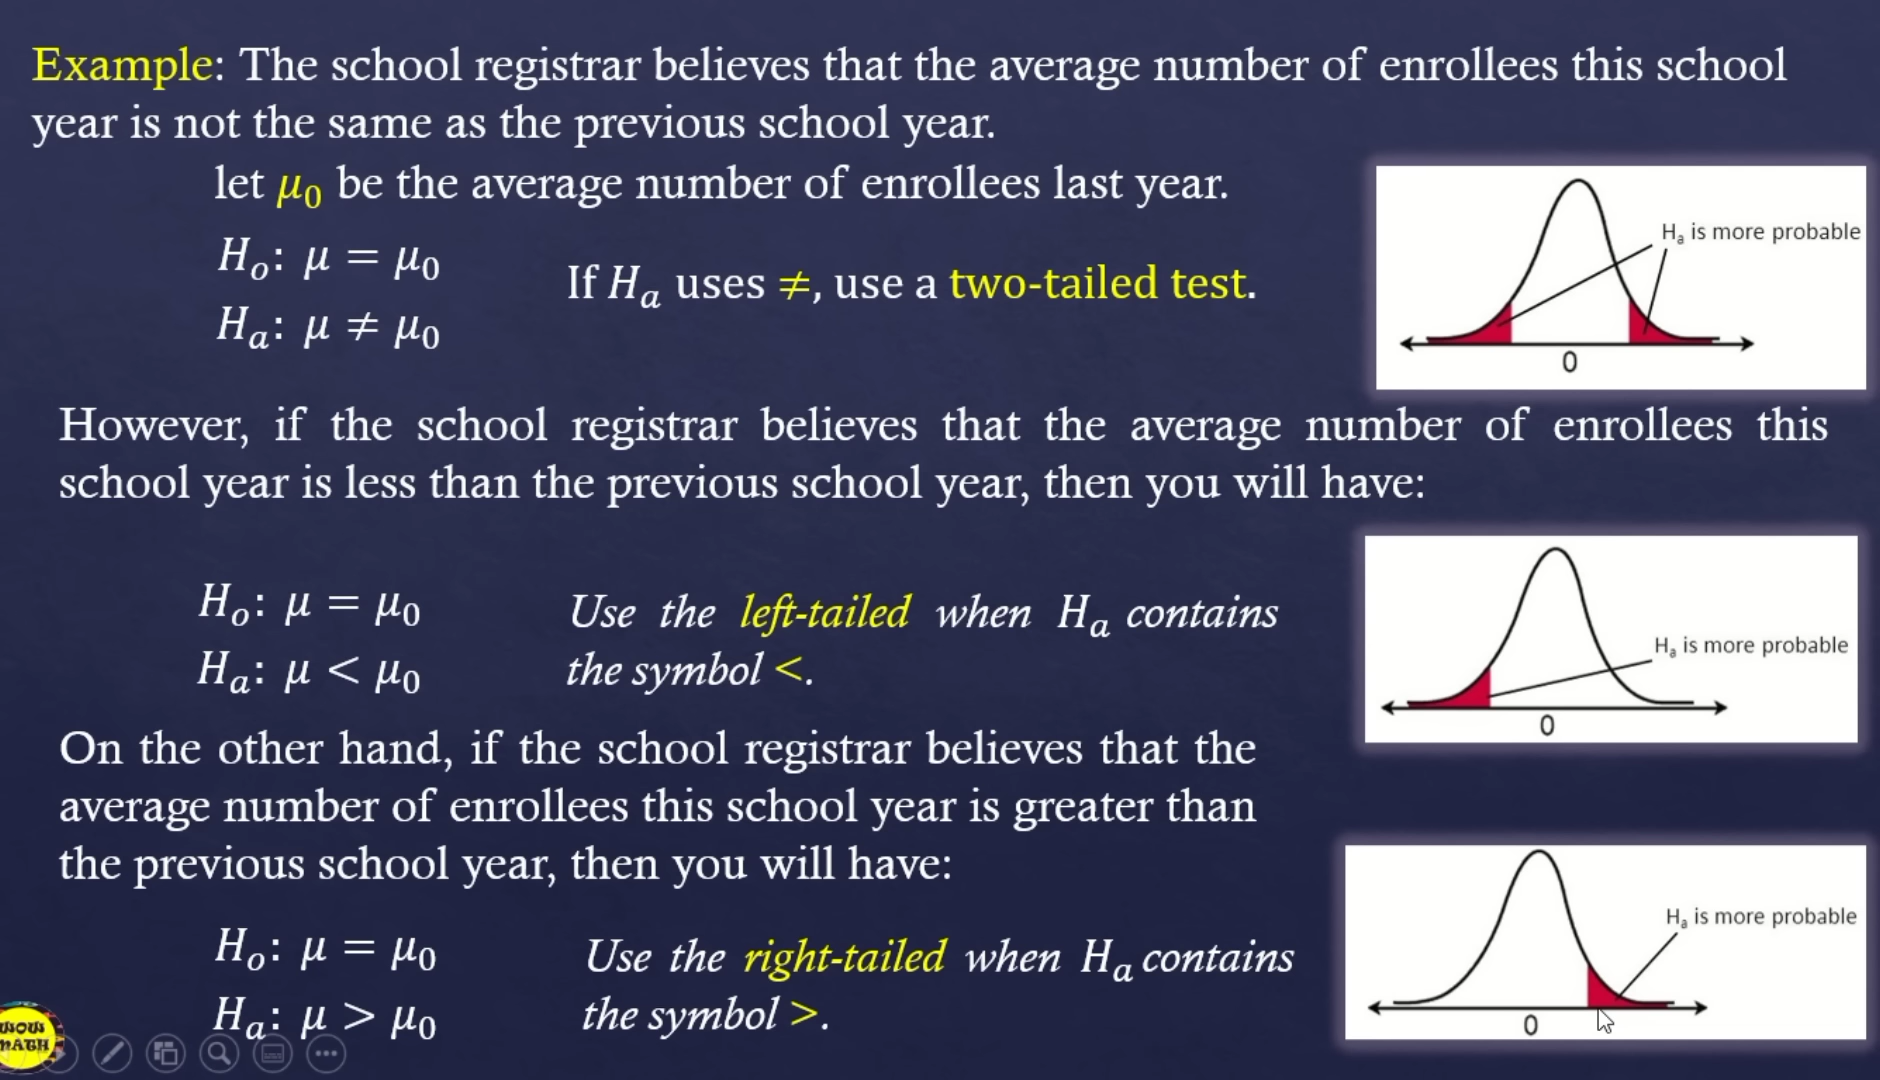 Example: The school registrar believes that the average number of enrollees this school
year is not the same as the previous school year.
let μ₀ be the average number of enrollees last year.
Hₒ: μ = μ₀
Hₐ: μ ≠ μ₀
If Hₐ uses ≠, use a two-tailed test.
Hₐ is more probable
0
However, if the school registrar believes that the average number of enrollees this
school year is less than the previous school year, then you will have:
Hₒ: μ = μ₀
Hₐ: μ < μ₀
Use the left-tailed when Hₐ contains
the symbol <.
Hₐ is more probable
0
On the other hand, if the school registrar believes that the
average number of enrollees this school year is greater than
the previous school year, then you will have:
Hₒ: μ = μ₀
Hₐ: μ > μ₀
Use the right-tailed when Hₐ contains
the symbol >.
Hₐ is more probable
0
WOW
MATH